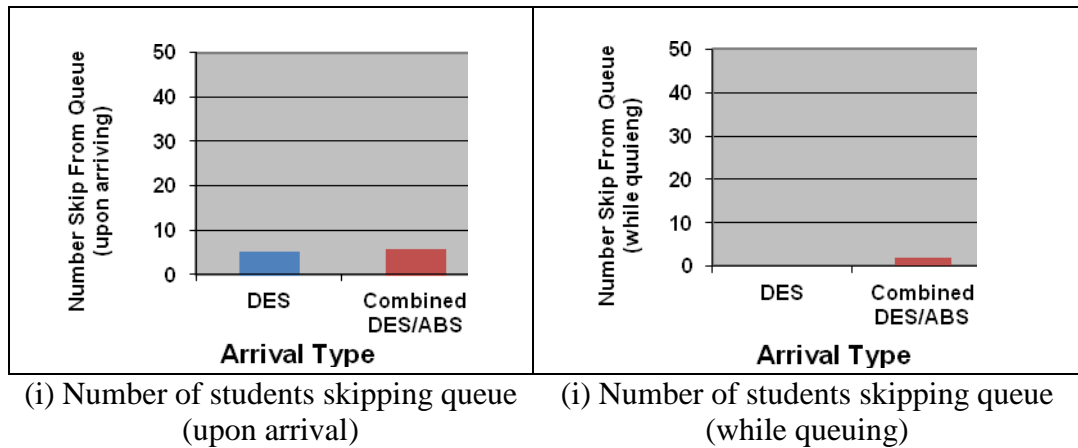 Number Skip From Queue
(upon arriving)
50
40
30
20
10
0
DES
Combined
DES/ABS
Arrival Type
(i) Number of students skipping queue
(upon arrival)
Number Skip From Queue
(while quuieng)
50
40
30
20
10
0
DES
Combined
DES/ABS
Arrival Type
(i) Number of students skipping queue
(while queuing)